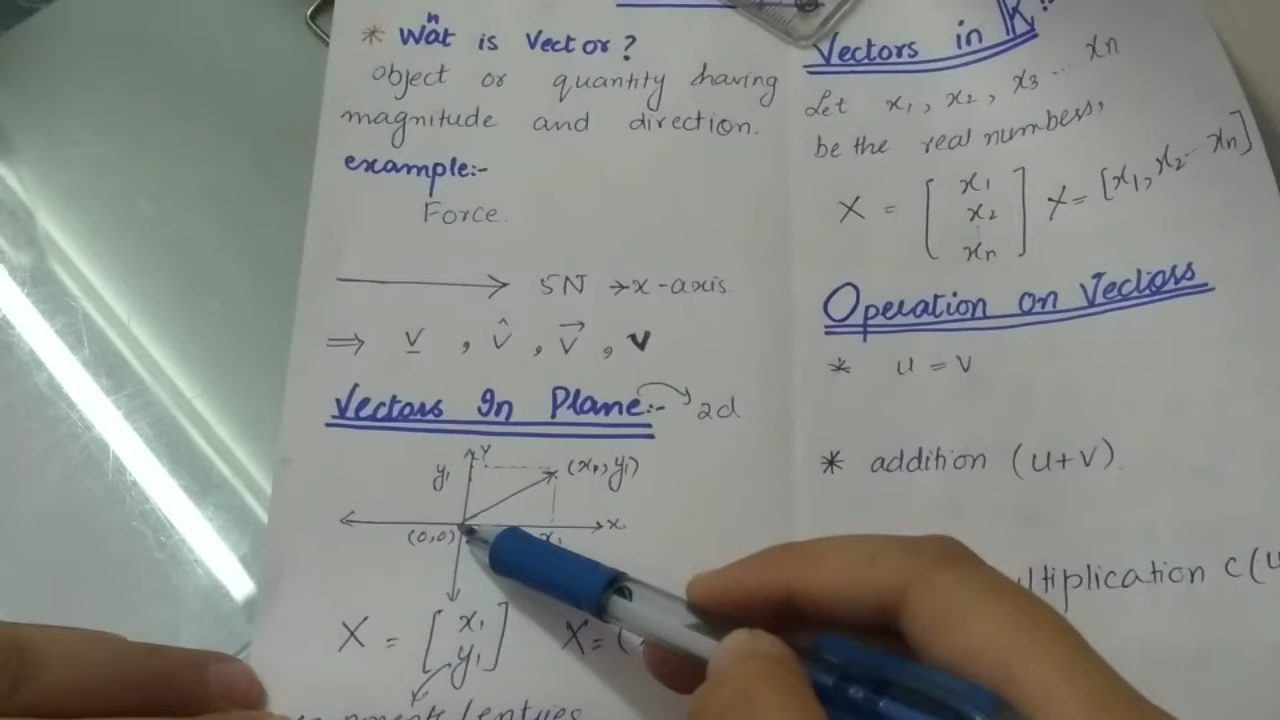 * What is Vector?
object or quantity having
magnitude and direction.
example:-
Force.
5N → x-axis
⇒ v̲ , v̂ , v⃗ , v
Vectors In Plane:- 2d
y
y₁
(x₁, y₁)
(0,0)
x₁
x
X = [x₁ y₁]
X = (
/entries
Vectors in
Let x₁, x₂, x₃ ... xn
be the real numbers,
X = [x₁ x₂ ⋮ xn] X = [x₁, x₂ ... xn]
Operation on Vectors
* u = v
* addition (u+v)
ltiplication c(u